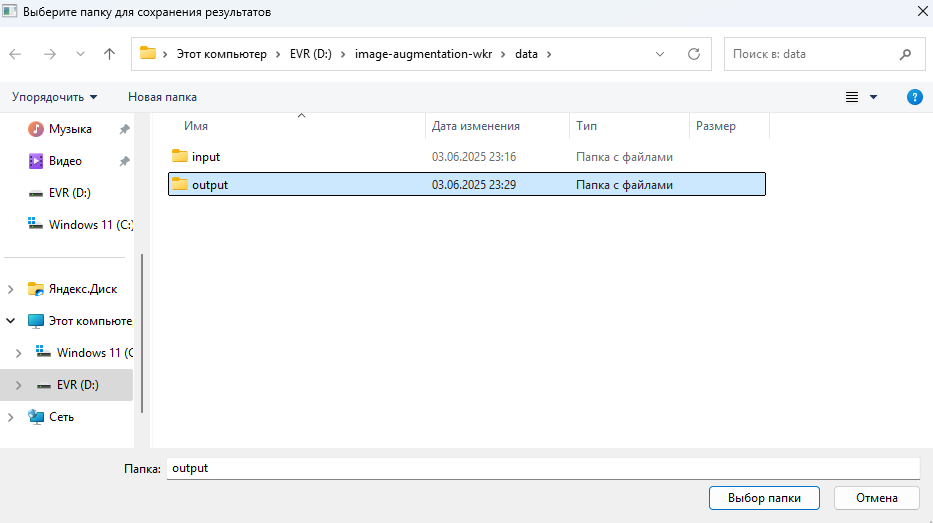 Выберите папку для сохранения результатов
Этот компьютер > EVR (D:) > image-augmentation-wkr > data >
Поиск в: data
Упорядочить Новая папка
?
Имя Дата изменения Тип Размер
input 03.06.2025 23:16 Папка с файлами
output 03.06.2025 23:29 Папка с файлами
Музыка
Видео
EVR (D:)
Windows 11 (C:)
Яндекс.Диск
Этот компьюте
Windows 11 (C
EVR (D:)
Сеть
Папка: output
Выбор папки Отмена